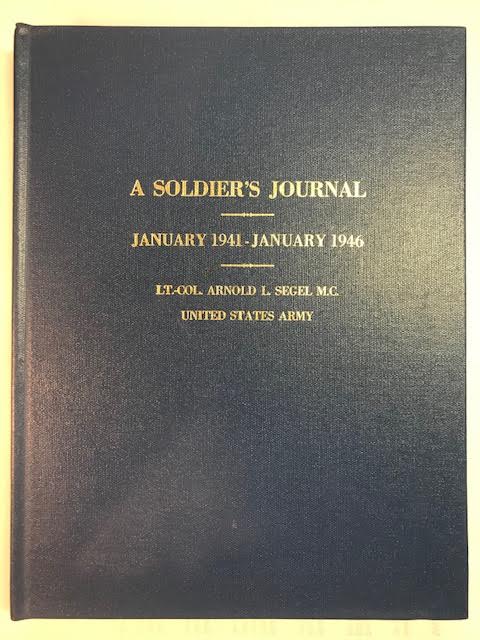 A SOLDIER'S JOURNAL
JANUARY 1941-JANUARY 1946
LT.-COL. ARNOLD L. SEGEL M.C.
UNITED STATES ARMY